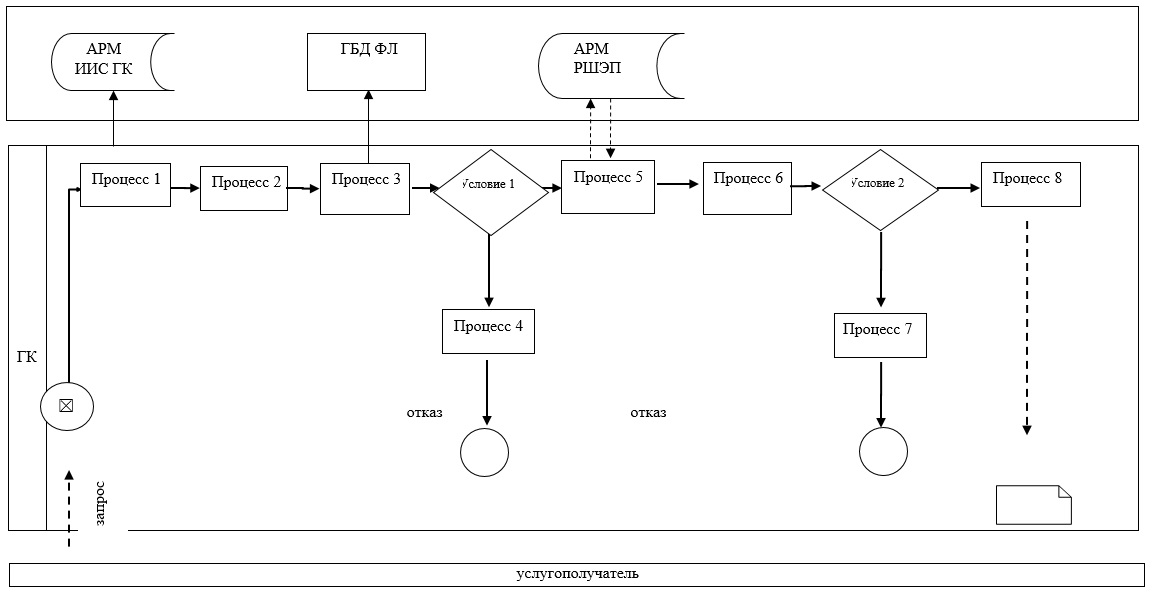 АРМ
ИИС ГК
ГБД ФЛ
АРМ
РШЭП
Процесс 1
Процесс 2
Процесс 3
Условие 1
Процесс 5
Процесс 6
Условие 2
Процесс 8
Процесс 4
Процесс 7
ГК
отказ
отказ
запрос
услугополучатель